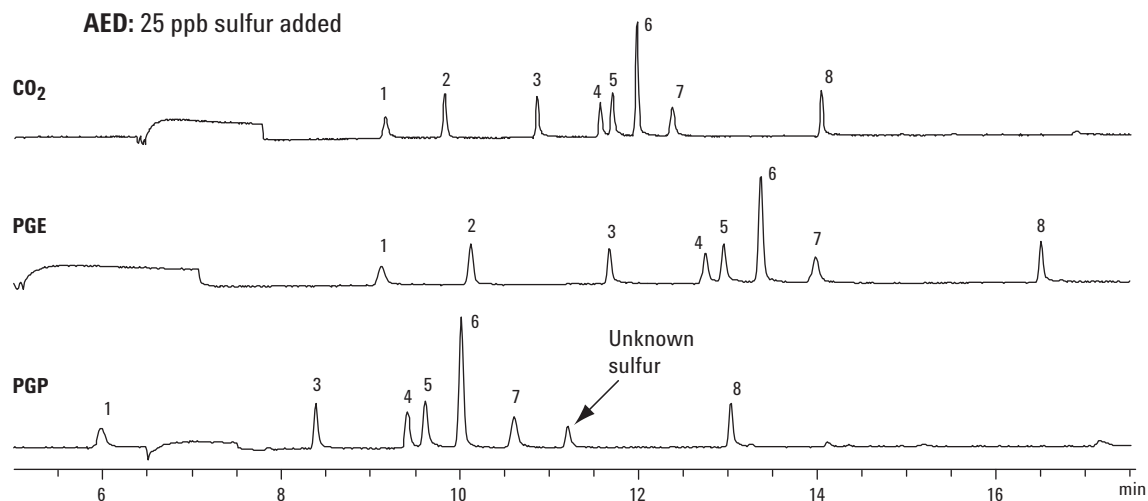 AED: 25 ppb sulfur added
CO2
1 2 3 4 5 6 7 8
PGE
1 2 3 4 5 6 7 8
PGP
1 3 4 5 6 7 8
Unknown
sulfur
6 8 10 12 14 16 min